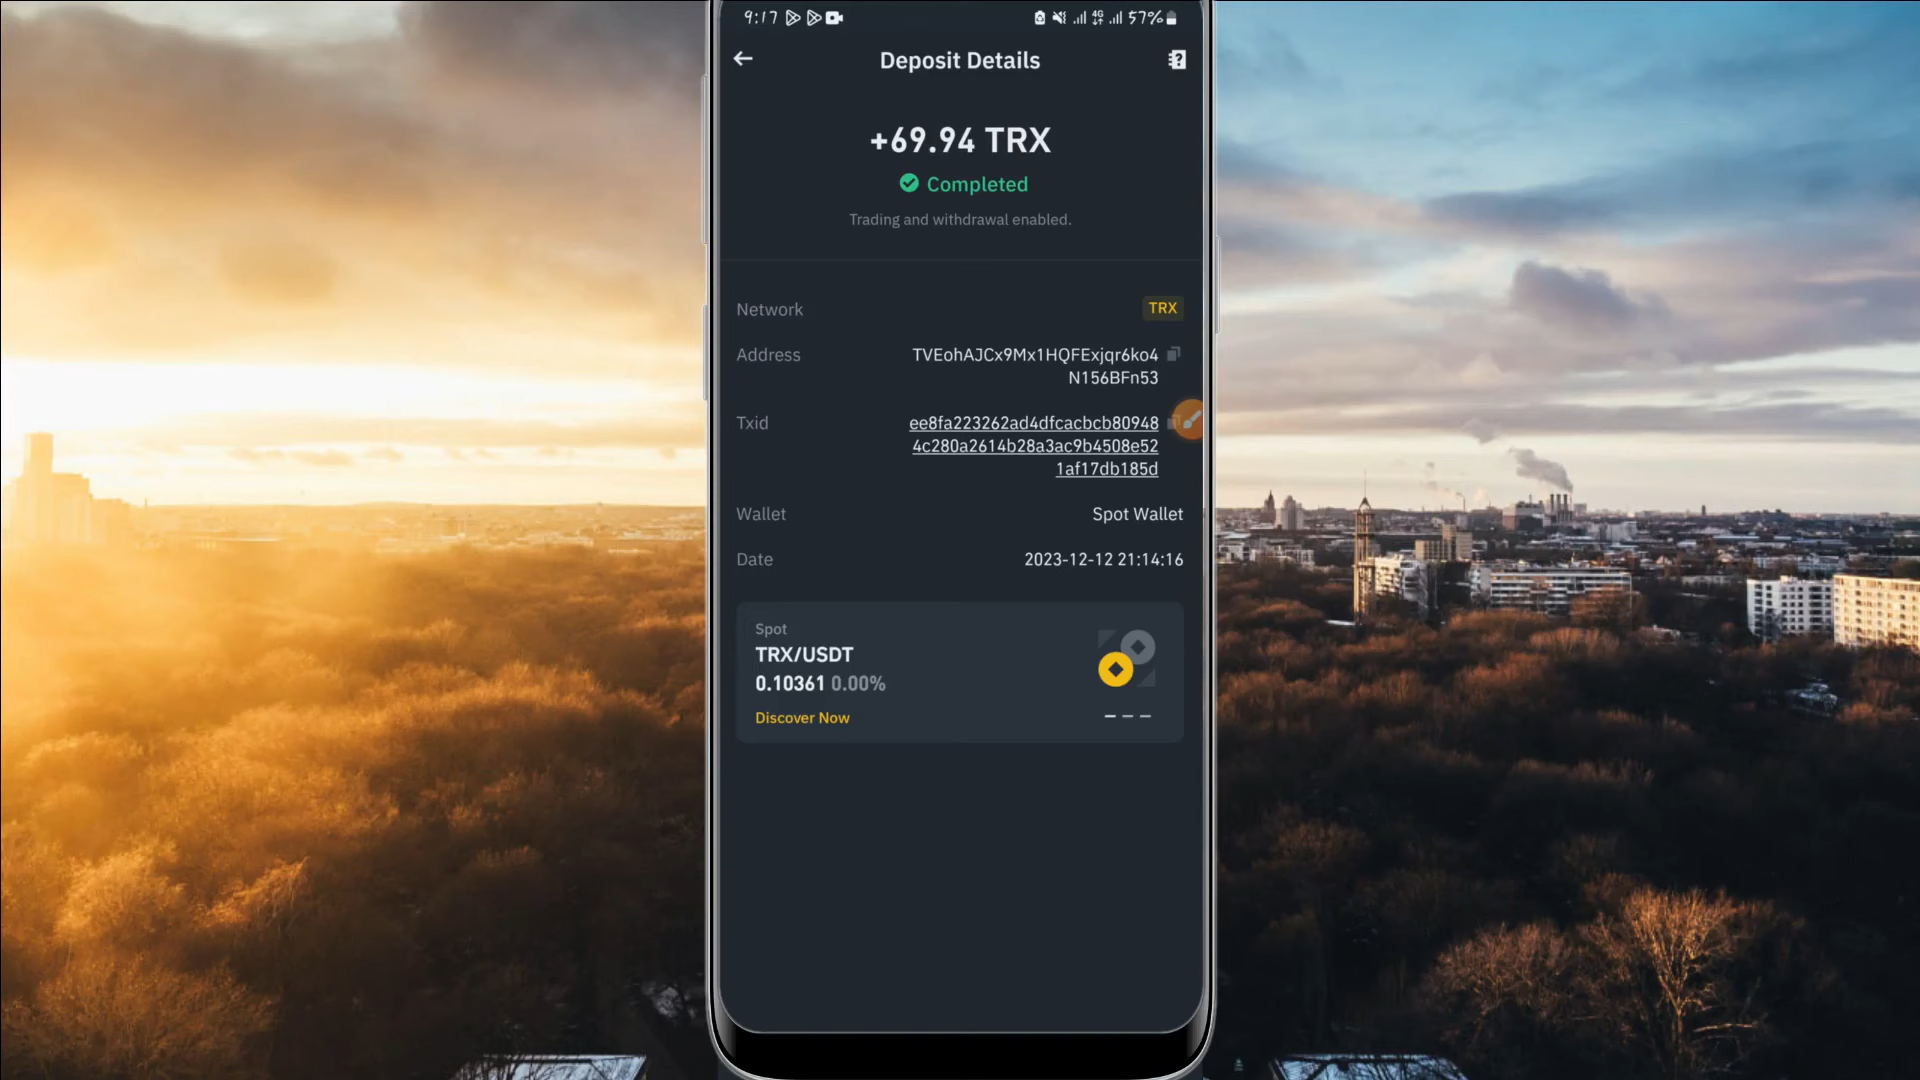 9:17 4G 57%
Deposit Details
+69.94 TRX
Completed
Trading and withdrawal enabled.
Network TRX
Address TVEohAJCx9Mx1HQFExjqr6ko4
N156BFn53
Txid ee8fa223262ad4dfcacbcb80948
4c280a2614b28a3ac9b4508e52
1af17db185d
Wallet Spot Wallet
Date 2023-12-12 21:14:16
Spot
TRX/USDT
0.10361 0.00%
Discover Now